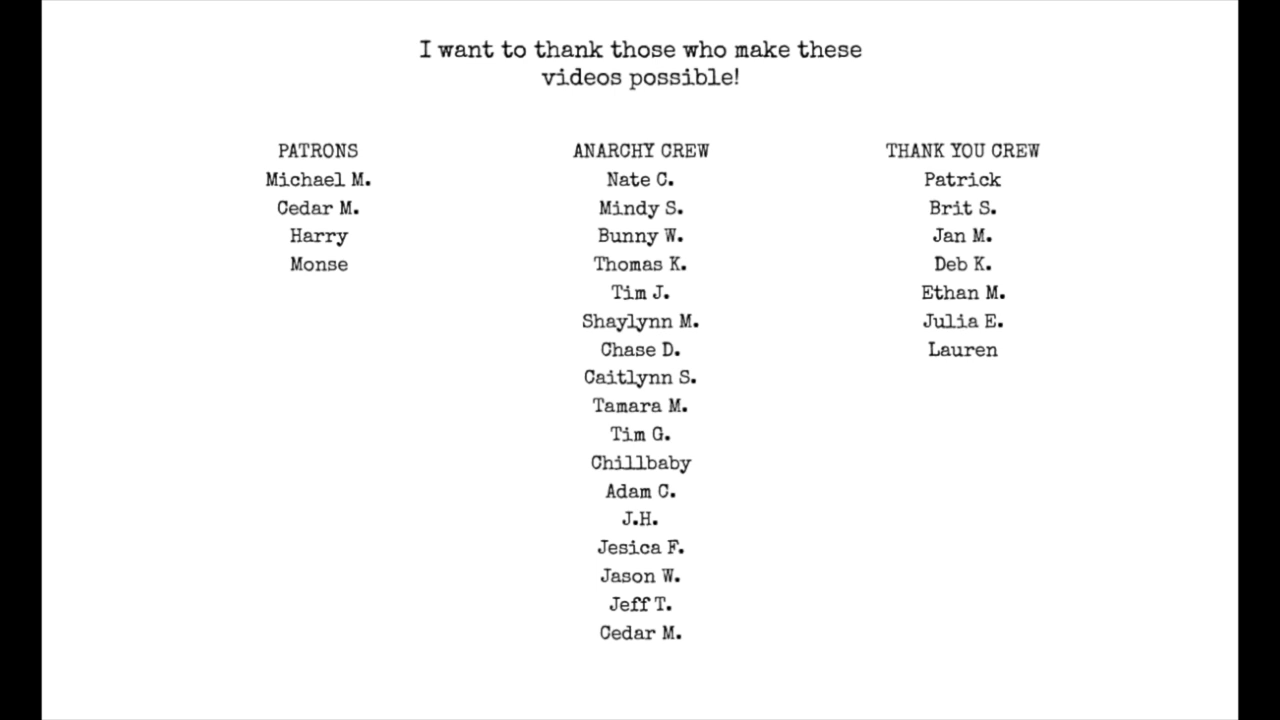 I want to thank those who make these
videos possible!
PATRONS
Michael M.
Cedar M.
Harry
Monse
ANARCHY CREW
Nate C.
Mindy S.
Bunny W.
Thomas K.
Tim J.
Shaylynn M.
Chase D.
Caitlynn S.
Tamara M.
Tim G.
Chillbaby
Adam C.
J.H.
Jesica F.
Jason W.
Jeff T.
Cedar M.
THANK YOU CREW
Patrick
Brit S.
Jan M.
Deb K.
Ethan M.
Julia E.
Lauren